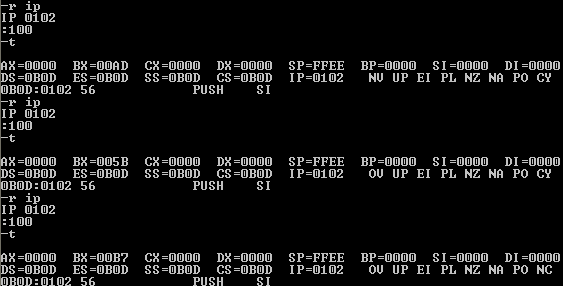 -r ip
IP 0102
:100
-t
AX=0000 BX=00AD CX=0000 DX=0000 SP=FFEE BP=0000 SI=0000 DI=0000
DS=0B0D ES=0B0D SS=0B0D CS=0B0D IP=0102 NV UP EI PL NZ NA PO CY
0B0D:0102 56 PUSH SI
-r ip
IP 0102
:100
-t
AX=0000 BX=005B CX=0000 DX=0000 SP=FFEE BP=0000 SI=0000 DI=0000
DS=0B0D ES=0B0D SS=0B0D CS=0B0D IP=0102 OV UP EI PL NZ NA PO CY
0B0D:0102 56 PUSH SI
-r ip
IP 0102
:100
-t
AX=0000 BX=00B7 CX=0000 DX=0000 SP=FFEE BP=0000 SI=0000 DI=0000
DS=0B0D ES=0B0D SS=0B0D CS=0B0D IP=0102 OV UP EI PL NZ NA PO NC
0B0D:0102 56 PUSH SI